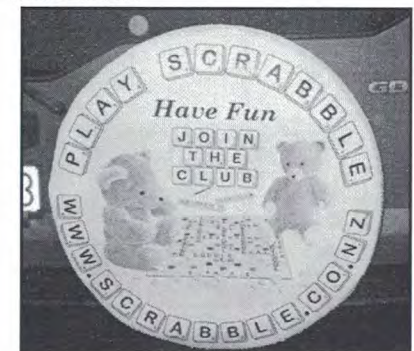 PLAY SCRABBLE
Have Fun
JOIN
THE
CLUB
WWW.SCRABBLE.CO.NZ
GB